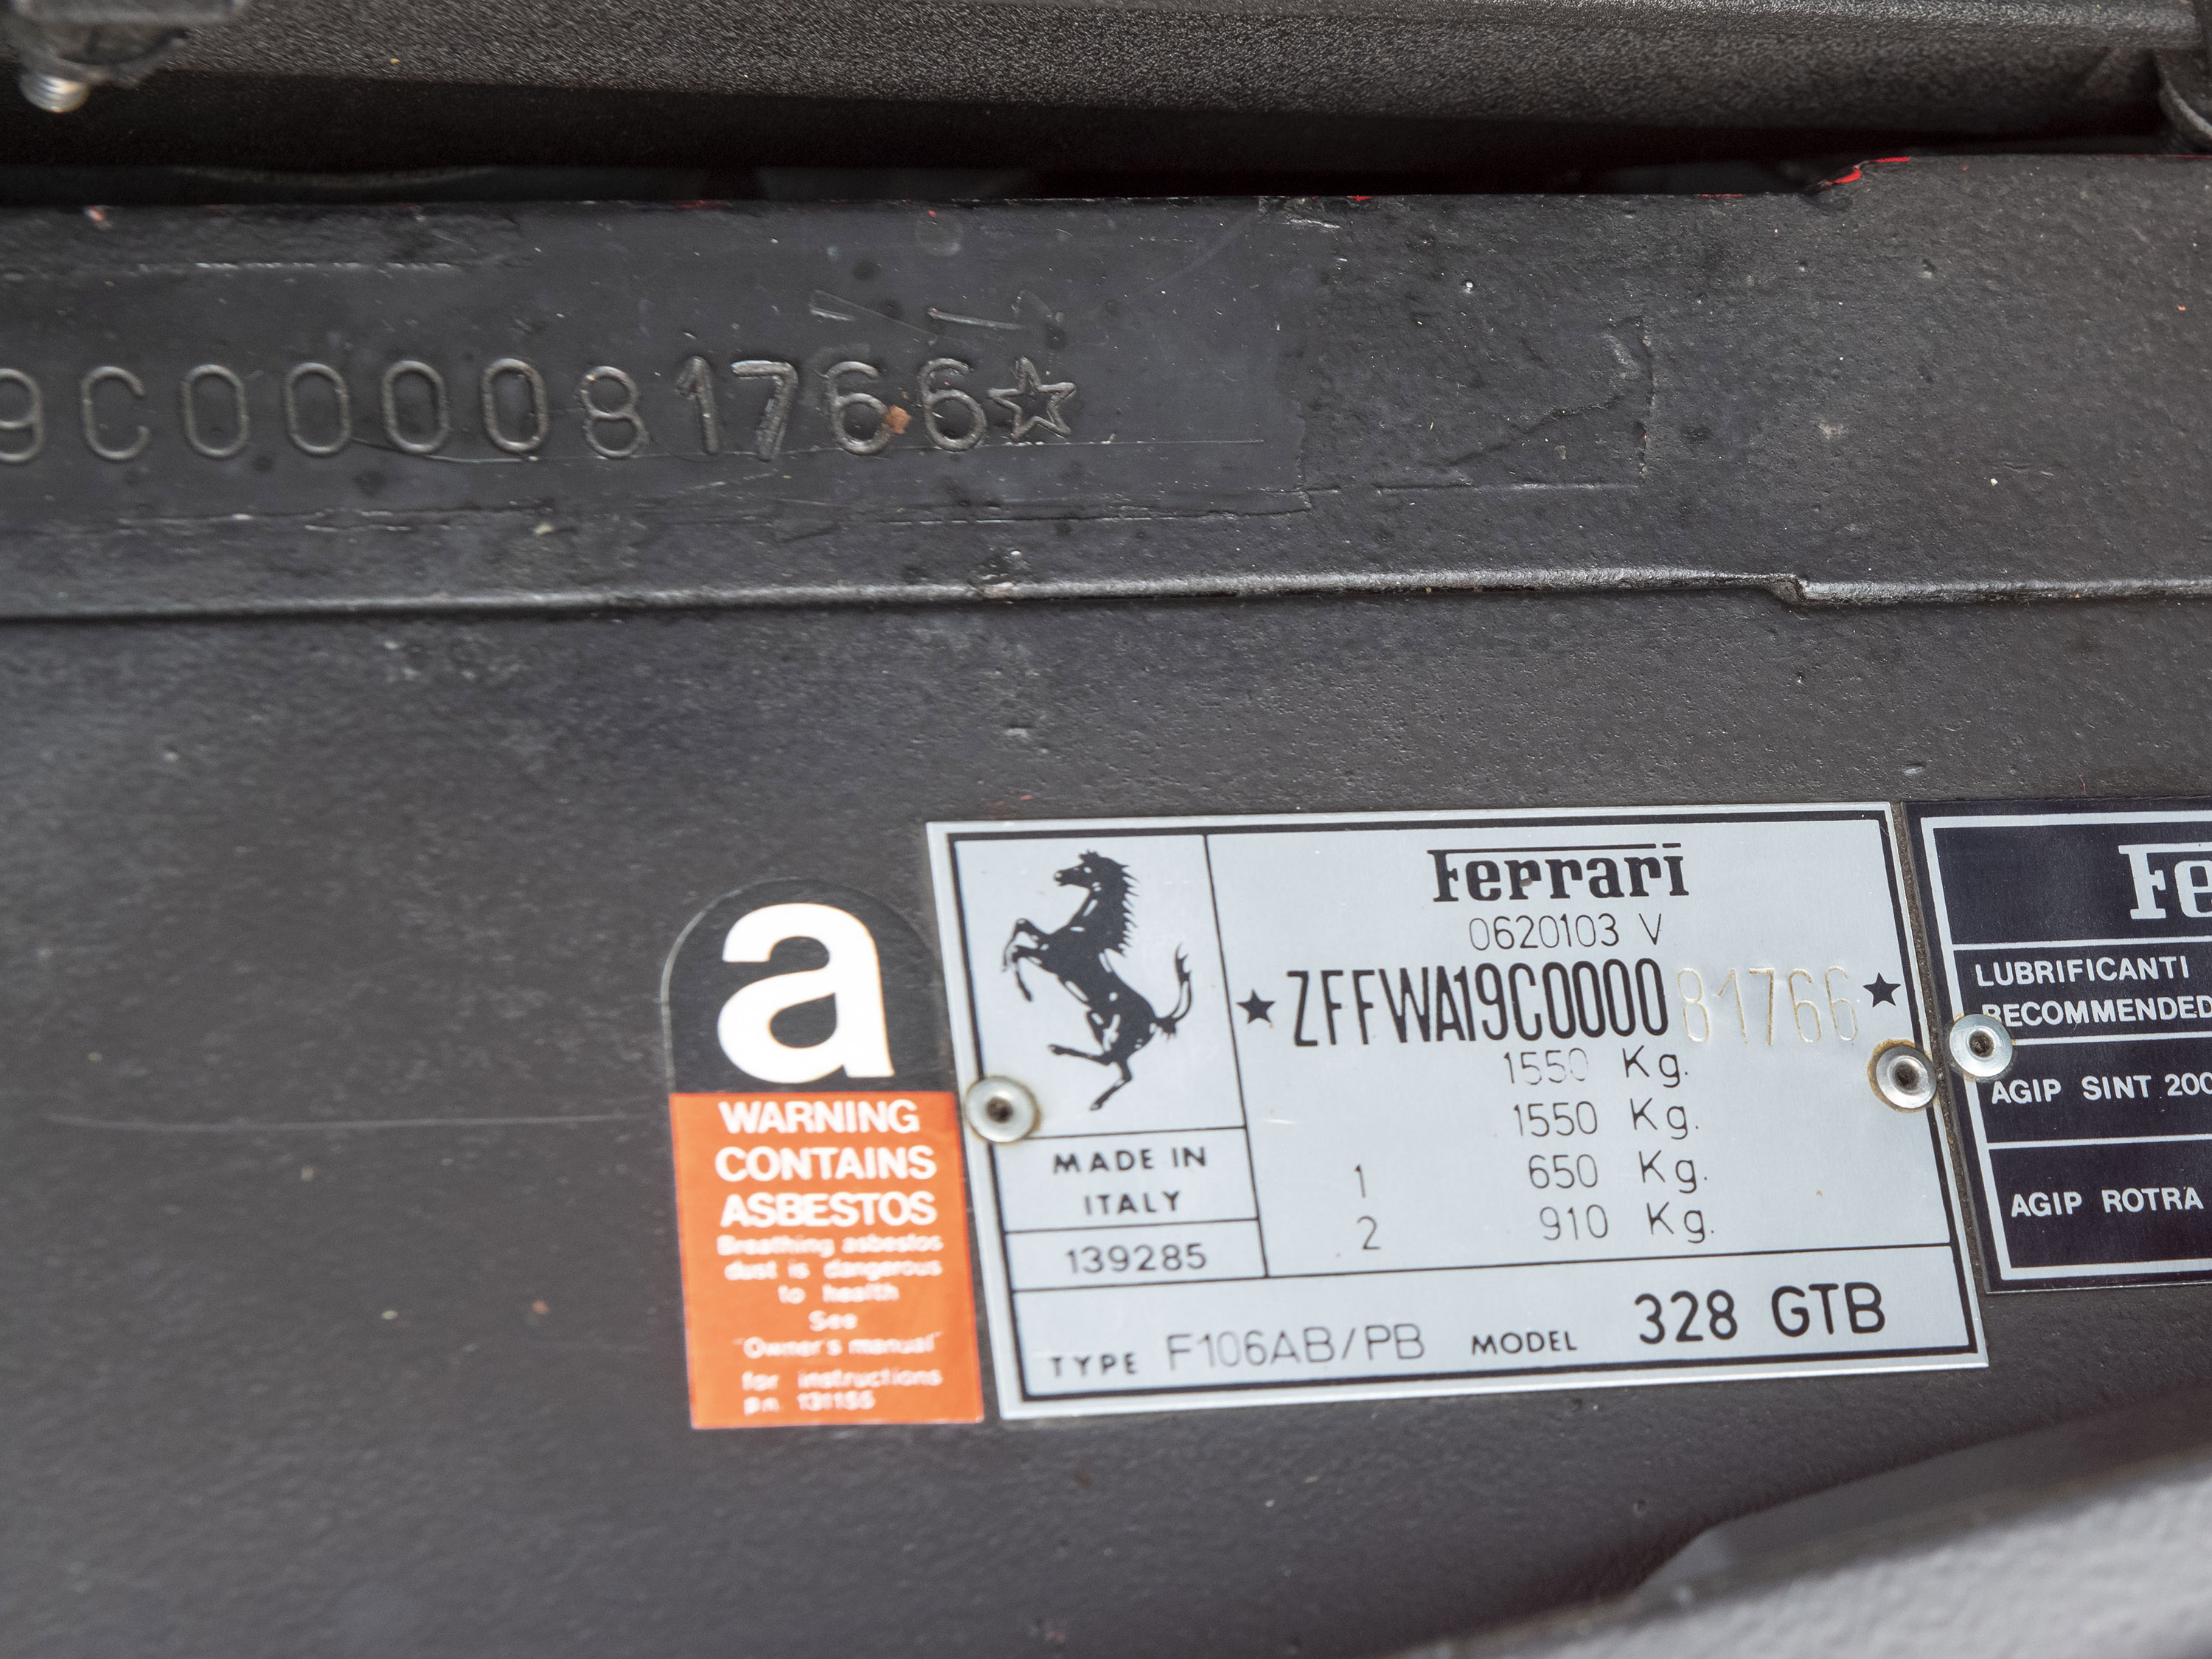 9C000081766☆
a
WARNING
CONTAINS
ASBESTOS
Breathing asbestos
dust is dangerous
to health
See
"Owner's manual"
for instructions
p.n. 131155
Ferrari
0620103 V
★ZFFWA19C000081766★
1550 Kg.
1550 Kg.
1 650 Kg.
2 910 Kg.
MADE IN
ITALY
139285
TYPE F106AB/PB MODEL 328 GTB
Fe
LUBRIFICANTI
RECOMMENDED
AGIP SINT 200
AGIP ROTRA